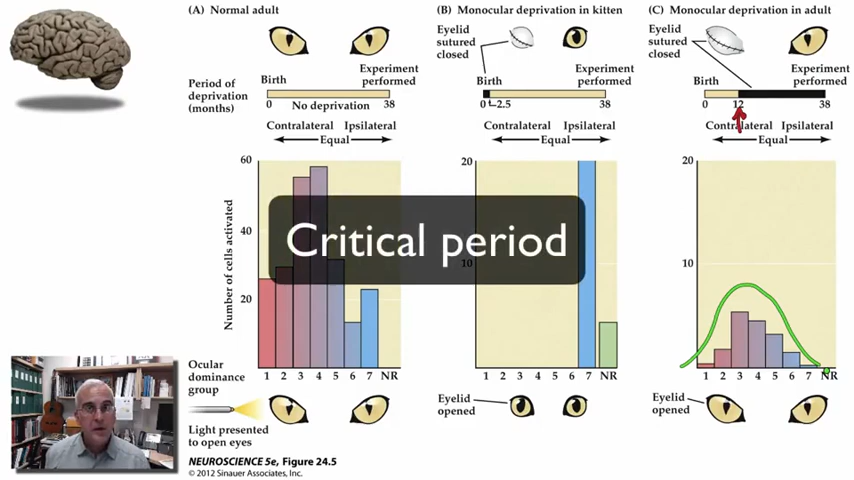 (A) Normal adult
Period of
deprivation (months)
Birth
Experiment
performed
No deprivation
0
38
Contralateral Ipsilateral
Equal
Number of cells activated
60
40
20
1 2 3 4 5 6 7 NR
Ocular
dominance
group
Light presented
to open eyes
(B) Monocular deprivation in kitten
Eyelid
sutured
closed
Birth
Experiment
performed
0
2.5
38
Contralateral Ipsilateral
Equal
20
10
1 2 3 4 5 6 7 NR
Eyelid
opened
(C) Monocular deprivation in adult
Eyelid
sutured
closed
Birth
Experiment
performed
0
12
38
Contralateral Ipsilateral
Equal
20
10
1 2 3 4 5 6 7 NR
Eyelid
opened
Critical period
NEUROSCIENCE 5e, Figure 24.5
© 2012 Sinauer Associates, Inc.